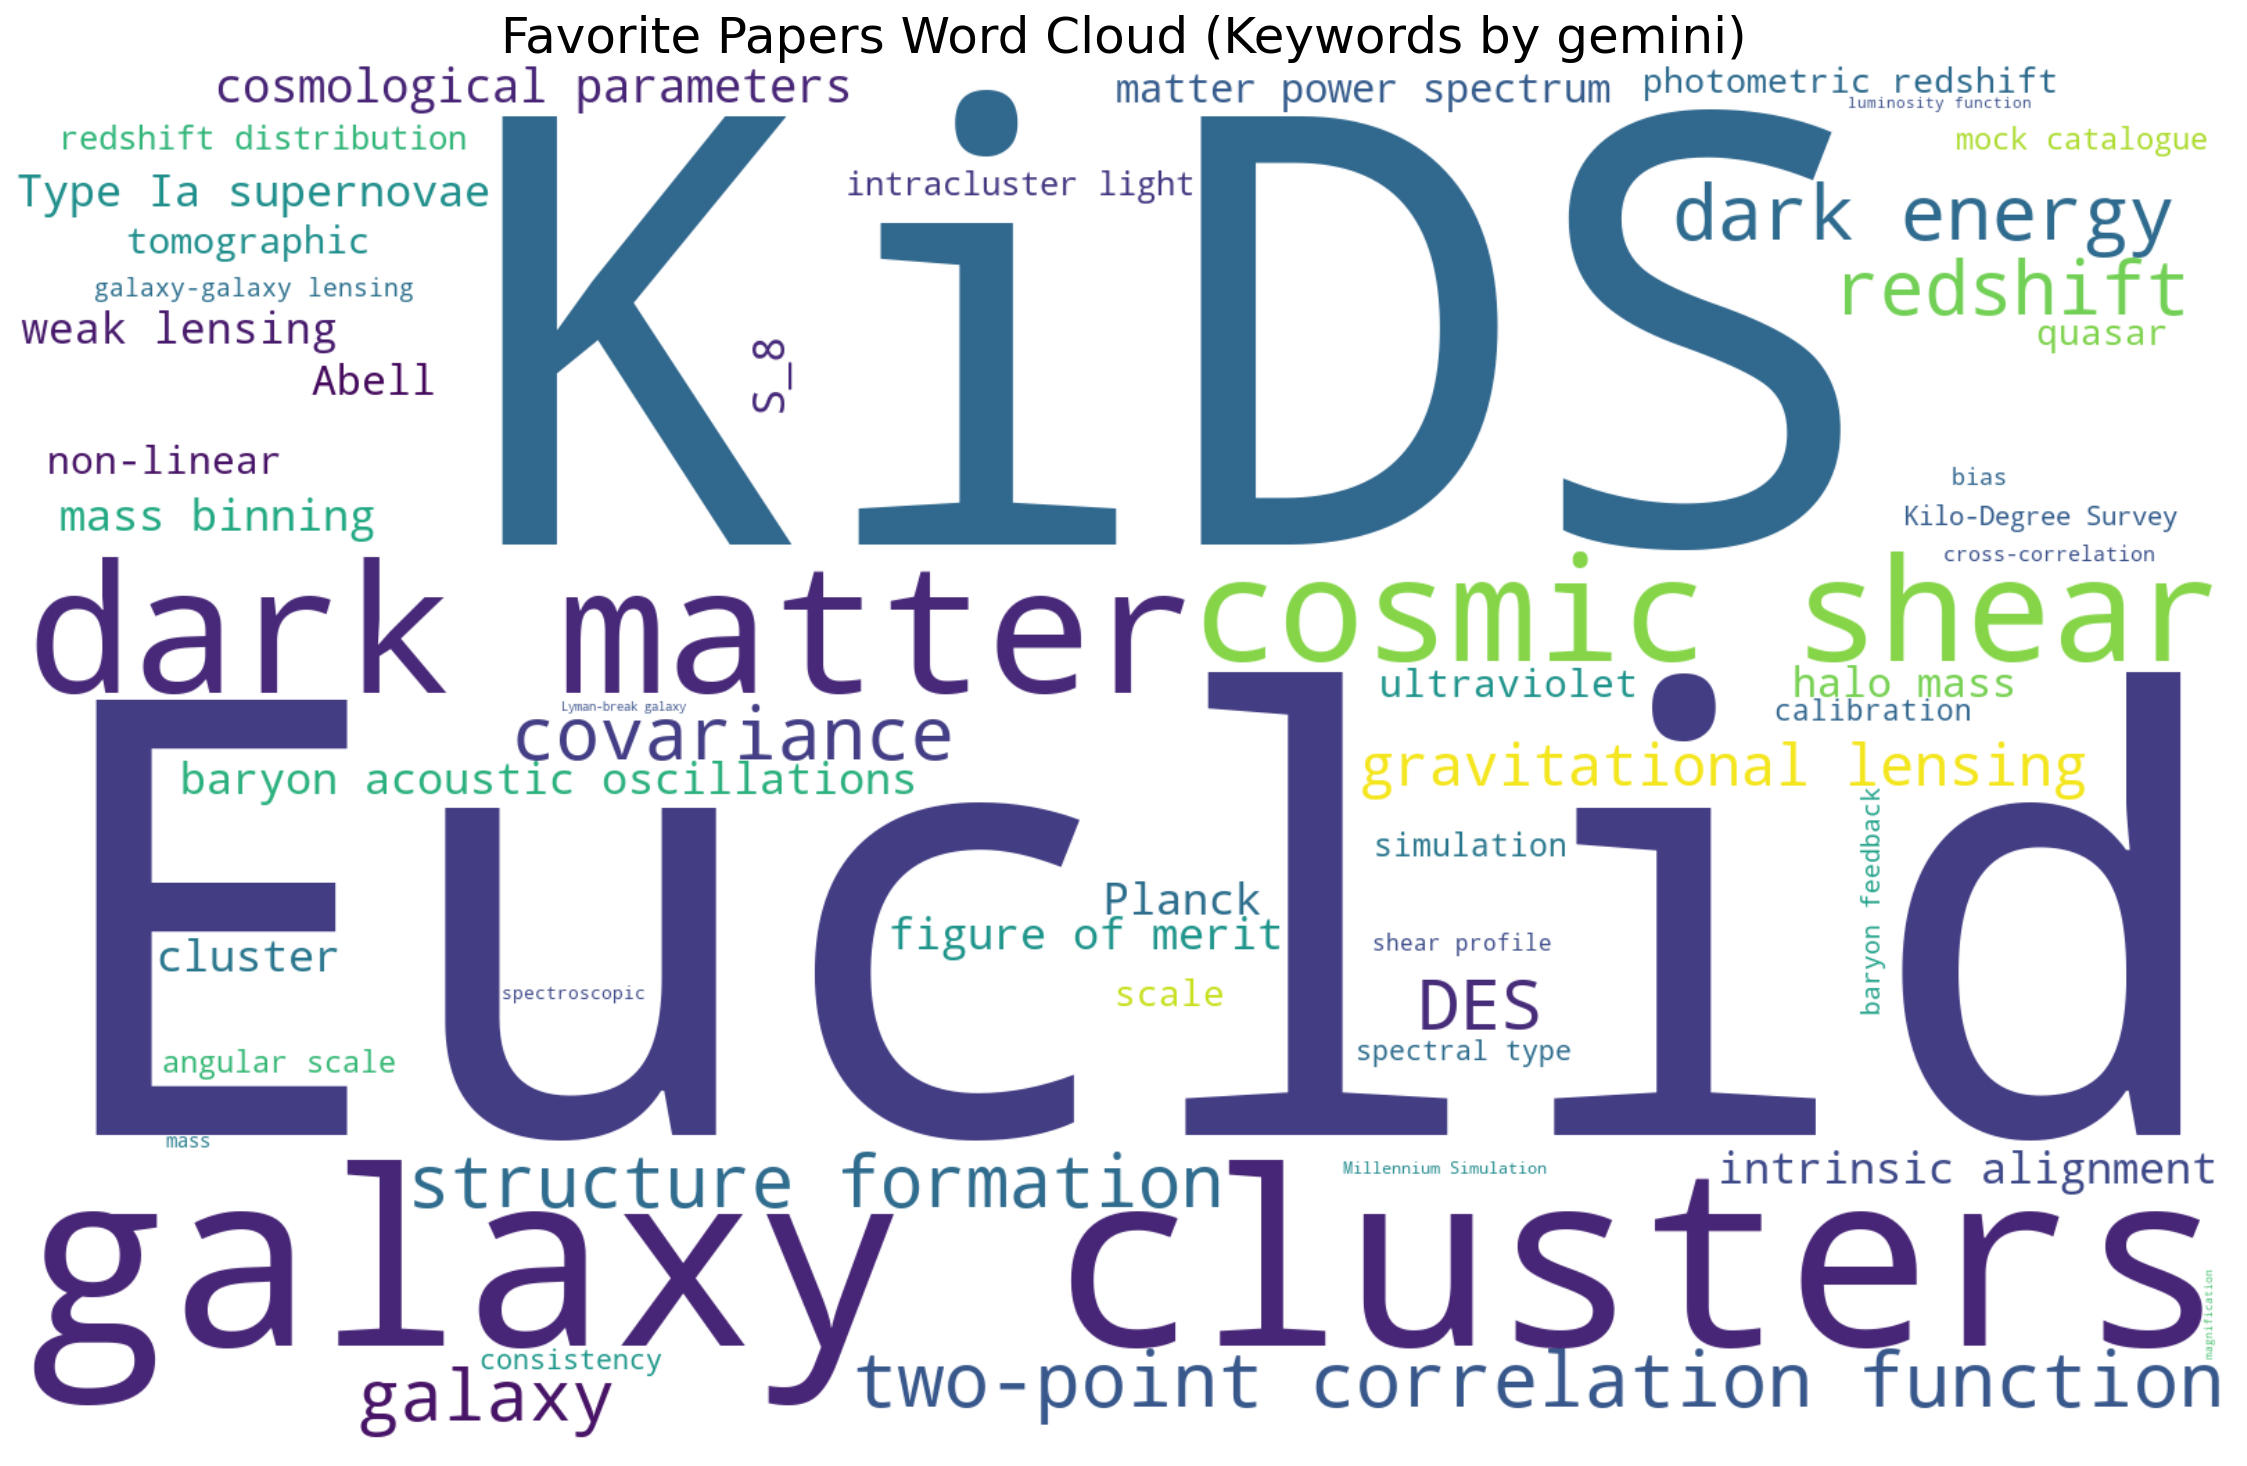 Favorite Papers Word Cloud (Keywords by gemini)
cosmological parameters
matter power spectrum
photometric redshift
luminosity function
redshift distribution
mock catalogue
Type Ia supernovae
intracluster light
KiDS
dark energy
tomographic
galaxy-galaxy lensing
redshift
weak lensing
quasar
S_8
Abell
non-linear
bias
mass binning
Kilo-Degree Survey
cross-correlation
dark matter
cosmic shear
ultraviolet
halo mass
Lyman-break galaxy
calibration
covariance
baryon acoustic oscillations
gravitational lensing
Euclid
simulation
baryon feedback
Planck
figure of merit
cluster
shear profile
spectroscopic
scale
DES
angular scale
spectral type
mass
structure formation
Millennium Simulation
intrinsic alignment
galaxy clusters
magnification
consistency
galaxy
two-point correlation function